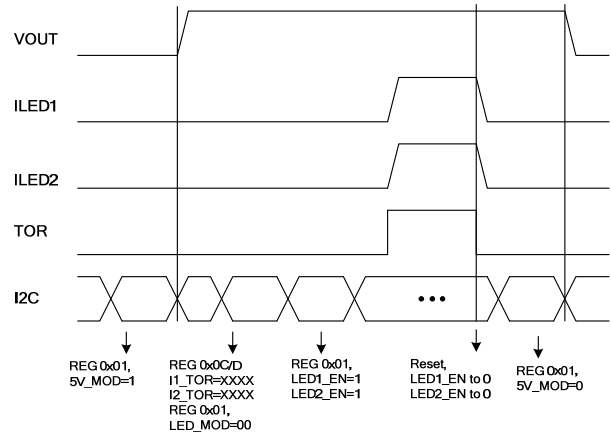 VOUT
ILED1
ILED2
TOR
I2C
•••
REG 0x01,
5V_MOD=1
REG 0x0C/D
I1_TOR=XXXX
I2_TOR=XXXX
REG 0x01,
LED_MOD=00
REG 0x01,
LED1_EN=1
LED2_EN=1
Reset,
LED1_EN to 0
LED2_EN to 0
REG 0x01,
5V_MOD=0